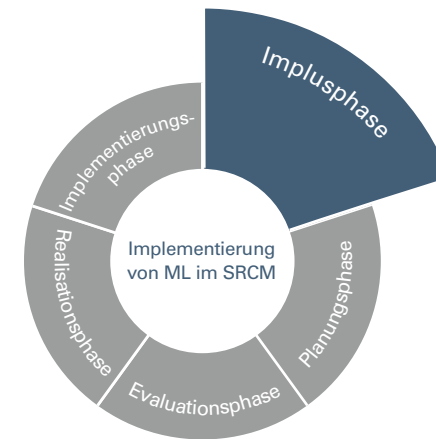 Implusphase
Planungsphase
Evaluationsphase
Realisationsphase
Implementierungs-
phase
Implementierung
von ML im SRCM